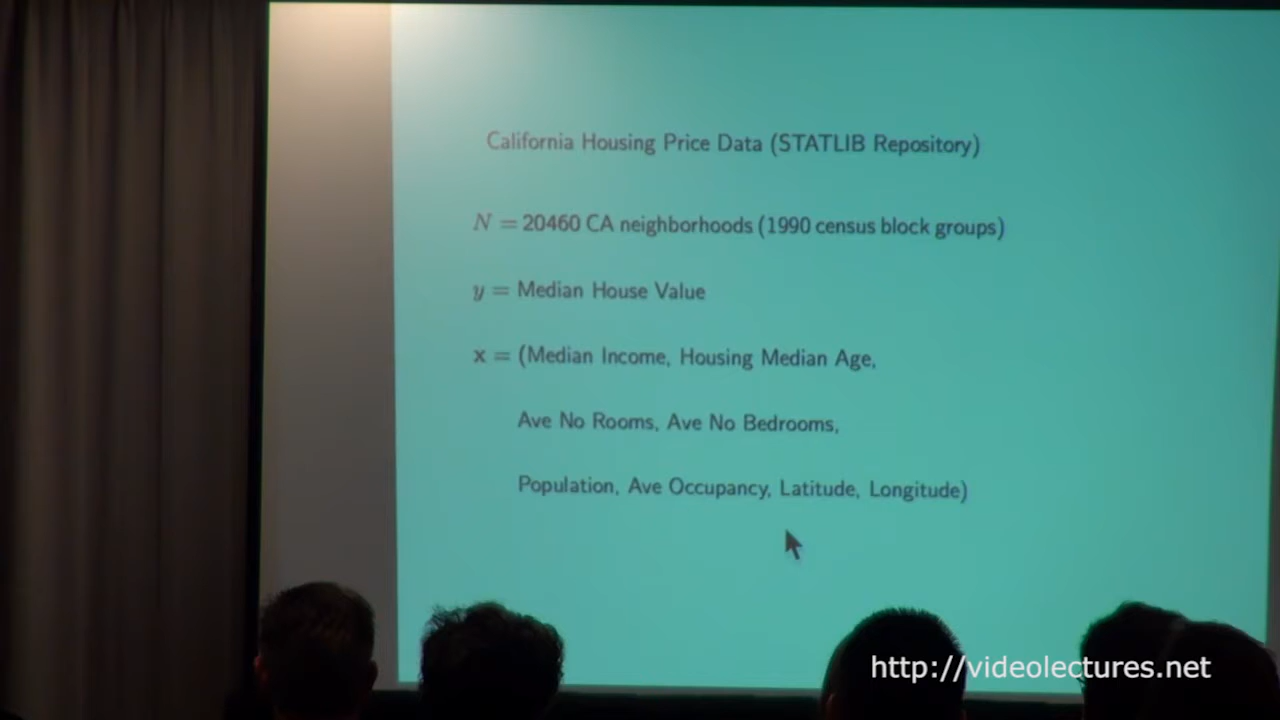 California Housing Price Data (STATLIB Repository)
N = 20460 CA neighborhoods (1990 census block groups)
y = Median House Value
x = (Median Income, Housing Median Age,
Ave No Rooms, Ave No Bedrooms,
Population, Ave Occupancy, Latitude, Longitude)
http://videolectures.net